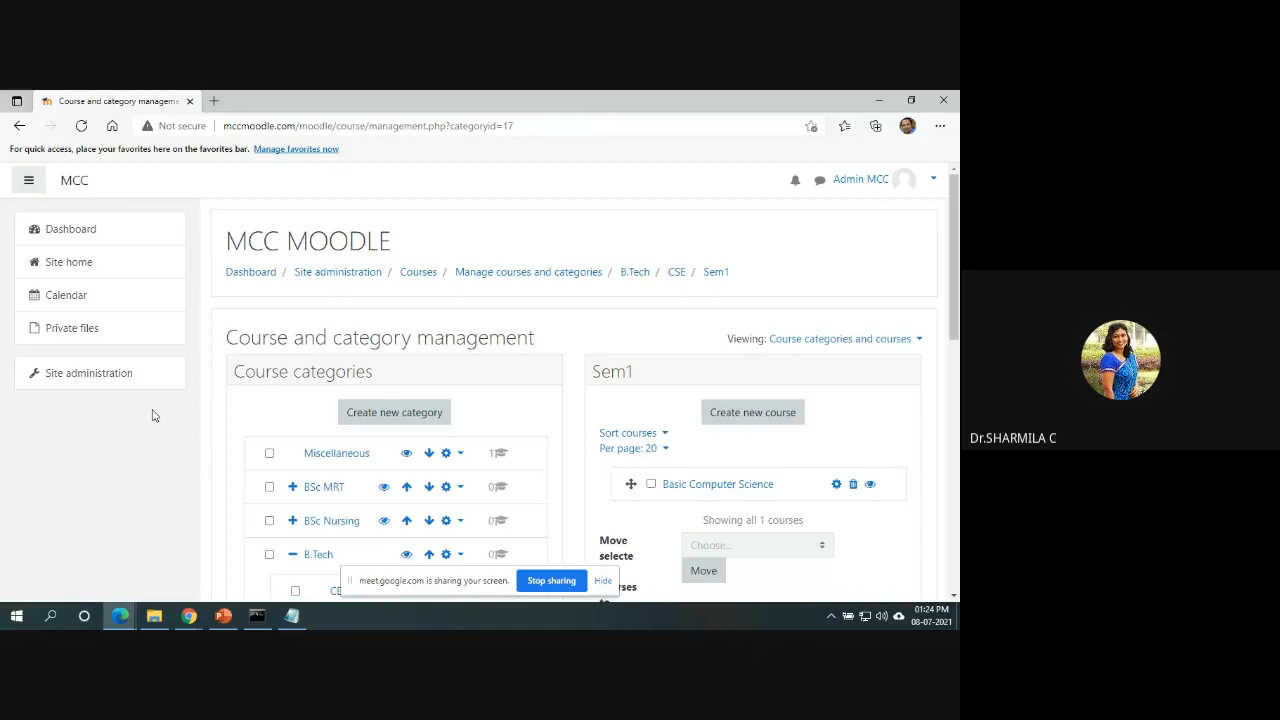 Course and category manageme
Not secure
mccmoodle.com/moodle/course/management.php?categoryid=17
For quick access, place your favorites here on the favorites bar. Manage favorites now
MCC
Admin MCC
Dashboard
Site home
Calendar
Private files
Site administration
MCC MOODLE
Dashboard / Site administration / Courses / Manage courses and categories / B.Tech / CSE / Sem1
Course and category management
Viewing: Course categories and courses
Course categories
Create new category
Miscellaneous 1
BSc MRT 0
BSc Nursing 0
B.Tech 0
Sem1
Create new course
Sort courses
Per page: 20
Basic Computer Science
Showing all 1 courses
Move
selecte
Choose...
Move
meet.google.com is sharing your screen. Stop sharing Hide
01:24 PM
08-07-2021
Dr.SHARMILA C